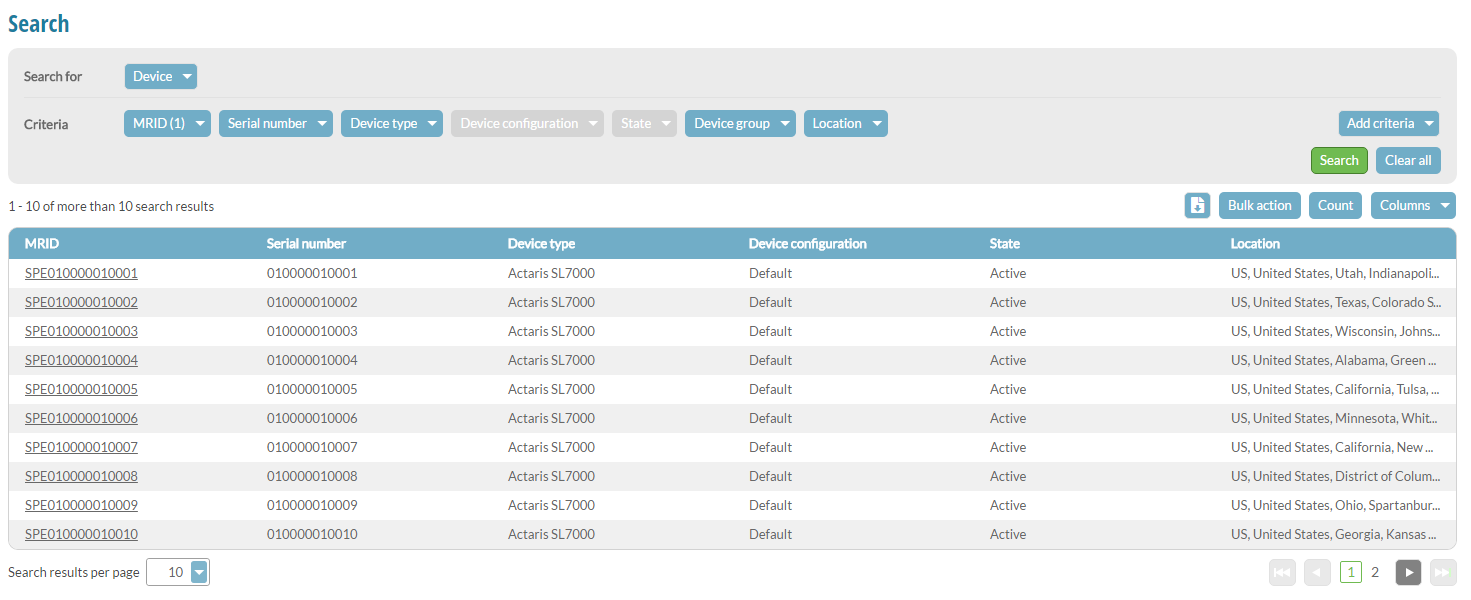 Search
Search for Device
Criteria MRID (1) Serial number Device type Device configuration State Device group Location Add criteria
Search Clear all
1 - 10 of more than 10 search results Bulk action Count Columns
MRID Serial number Device type Device configuration State Location
SPE010000010001 010000010001 Actaris SL7000 Default Active US, United States, Utah, Indianapoli...
SPE010000010002 010000010002 Actaris SL7000 Default Active US, United States, Texas, Colorado S...
SPE010000010003 010000010003 Actaris SL7000 Default Active US, United States, Wisconsin, Johns...
SPE010000010004 010000010004 Actaris SL7000 Default Active US, United States, Alabama, Green ...
SPE010000010005 010000010005 Actaris SL7000 Default Active US, United States, California, Tulsa, ...
SPE010000010006 010000010006 Actaris SL7000 Default Active US, United States, Minnesota, Whit...
SPE010000010007 010000010007 Actaris SL7000 Default Active US, United States, California, New ...
SPE010000010008 010000010008 Actaris SL7000 Default Active US, United States, District of Colum...
SPE010000010009 010000010009 Actaris SL7000 Default Active US, United States, Ohio, Spartanbur...
SPE010000010010 010000010010 Actaris SL7000 Default Active US, United States, Georgia, Kansas ...
Search results per page 10 1 2